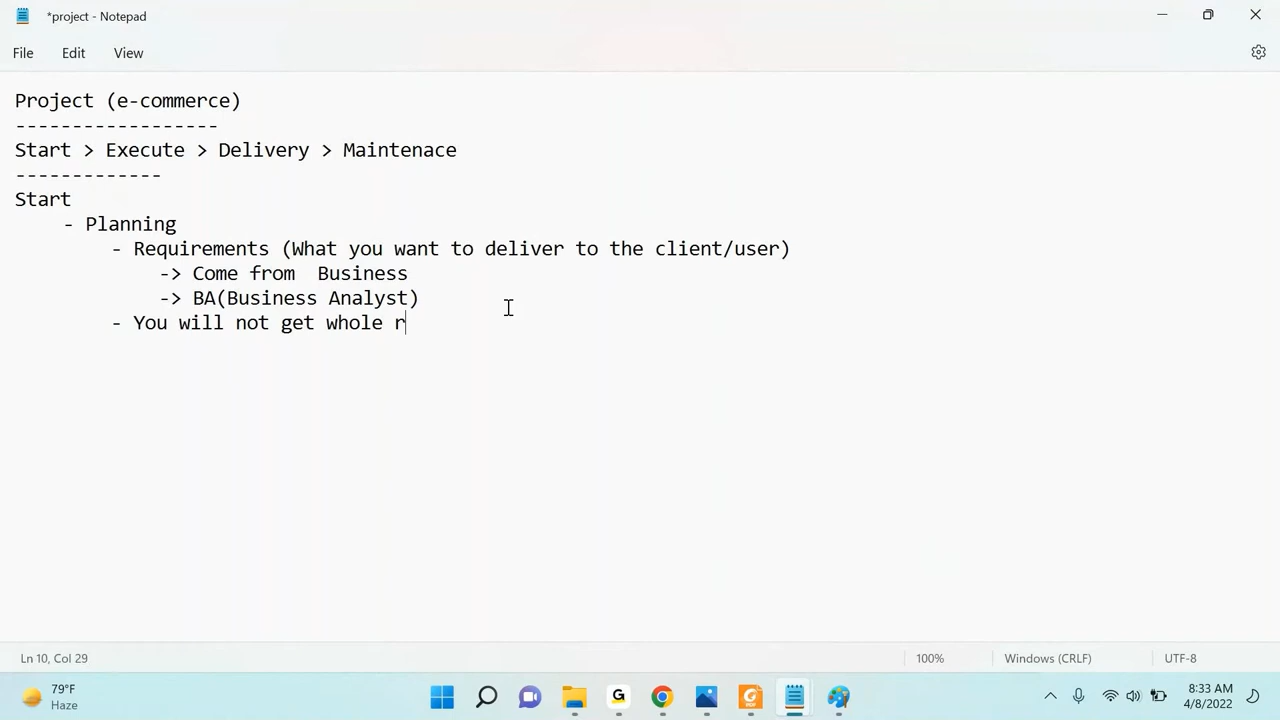 *project - Notepad
File Edit View
Project (e-commerce)
------------------
Start > Execute > Delivery > Maintenace
-------------
Start
- Planning
- Requirements (What you want to deliver to the client/user)
-> Come from  Business
-> BA(Business Analyst)
- You will not get whole r
Ln 10, Col 29 100% Windows (CRLF) UTF-8
79°F
Haze
G
PDF
8:33 AM
4/8/2022